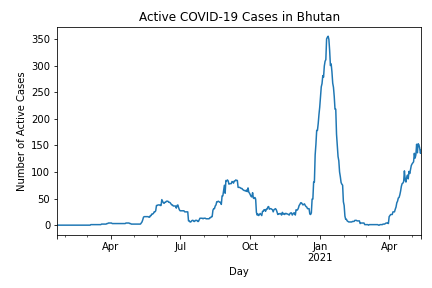 Active COVID-19 Cases in Bhutan
Number of Active Cases
350
300
250
200
150
100
50
0
Apr
Jul
Oct
Jan
2021
Apr
Day